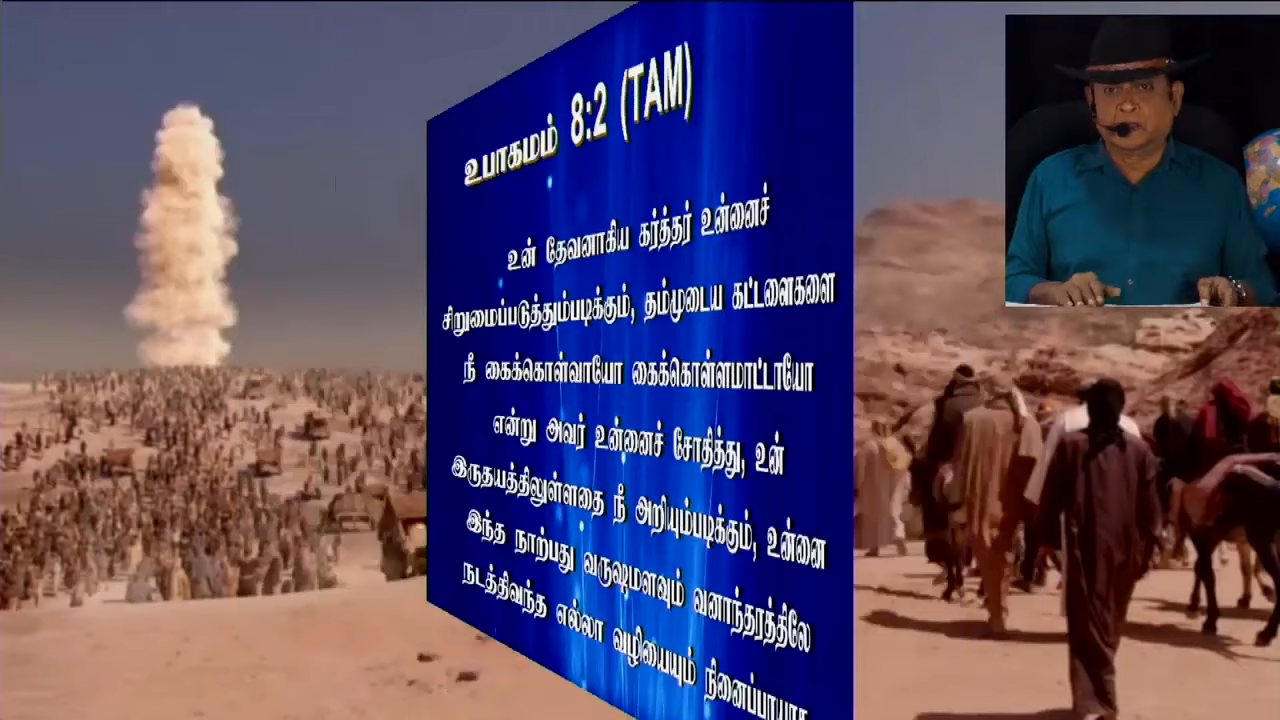 உபாகமம் 8:2 (TAM)
உன் தேவனாகிய கர்த்தர் உன்னைச்
சிறுமைப்படுத்தும்படிக்கும், தம்முடைய கட்டளைகளை
நீ கைக்கொள்வாயோ கைக்கொள்ளமாட்டாயோ
என்று அவர் உன்னைச் சோதித்து, உன்
இருதயத்திலுள்ளதை நீ அறியும்படிக்கும், உன்னை
இந்த நாற்பது வருஷமளவும் வனாந்தரத்திலே
நடத்திவந்த எல்லா வழியையும் நினைப்பாயாக